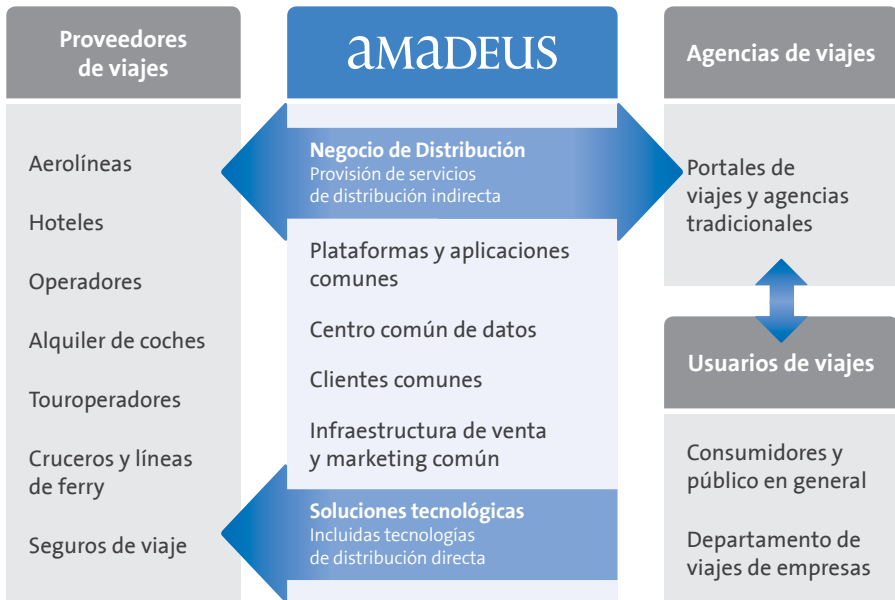 Proveedores
de viajes
Aerolíneas
Hoteles
Operadores
Alquiler de coches
Touroperadores
Cruceros y líneas
de ferry
Seguros de viaje
aMaDEUS
Negocio de Distribución
Provisión de servicios
de distribución indirecta
Plataformas y aplicaciones
comunes
Centro común de datos
Clientes comunes
Infraestructura de venta
y marketing común
Soluciones tecnológicas
Incluidas tecnologías
de distribución directa
Agencias de viajes
Portales de
viajes y agencias
tradicionales
Usuarios de viajes
Consumidores y
público en general
Departamento de
viajes de empresas